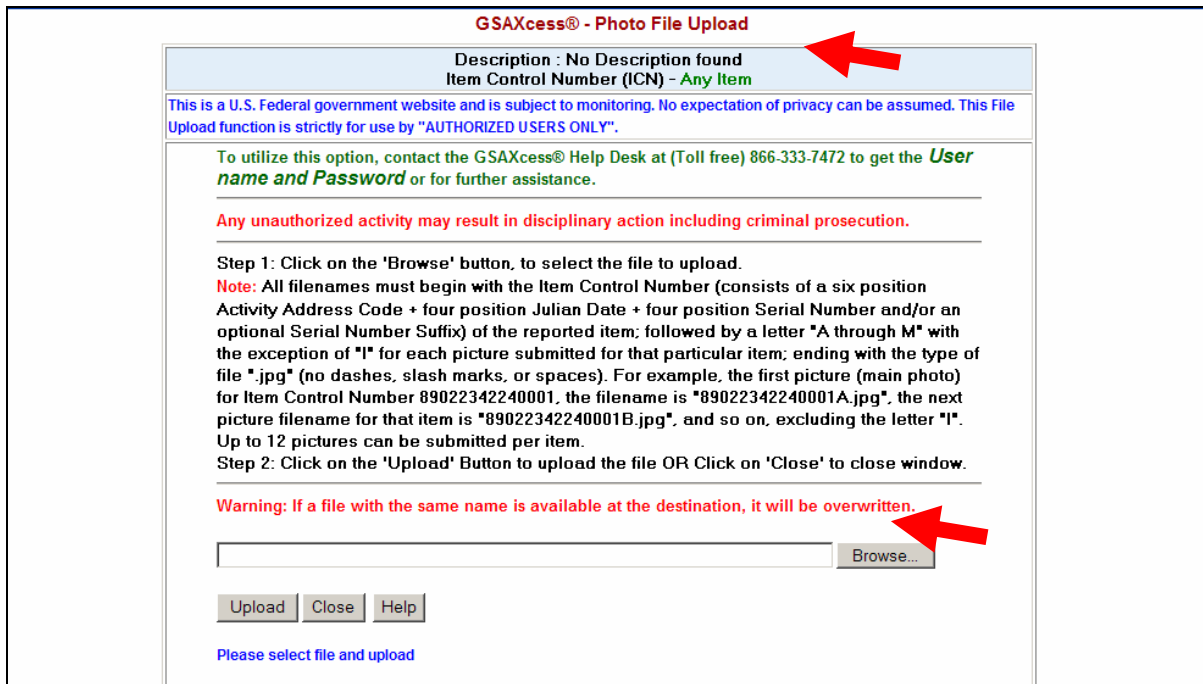 GSAXcess® - Photo File Upload
Description : No Description found
Item Control Number (ICN) - Any Item
This is a U.S. Federal government website and is subject to monitoring. No expectation of privacy can be assumed. This File
Upload function is strictly for use by "AUTHORIZED USERS ONLY".
To utilize this option, contact the GSAXcess® Help Desk at (Toll free) 866-333-7472 to get the User
name and Password or for further assistance.
Any unauthorized activity may result in disciplinary action including criminal prosecution.
Step 1: Click on the 'Browse' button, to select the file to upload.
Note: All filenames must begin with the Item Control Number (consists of a six position
Activity Address Code + four position Julian Date + four position Serial Number and/or an
optional Serial Number Suffix) of the reported item; followed by a letter "A through M" with
the exception of "I" for each picture submitted for that particular item; ending with the type of
file ".jpg" (no dashes, slash marks, or spaces). For example, the first picture (main photo)
for Item Control Number 89022342240001, the filename is "89022342240001A.jpg", the next
picture filename for that item is "89022342240001B.jpg", and so on, excluding the letter "I".
Up to 12 pictures can be submitted per item.
Step 2: Click on the 'Upload' Button to upload the file OR Click on 'Close' to close window.
Warning: If a file with the same name is available at the destination, it will be overwritten.
Browse...
Upload Close Help
Please select file and upload